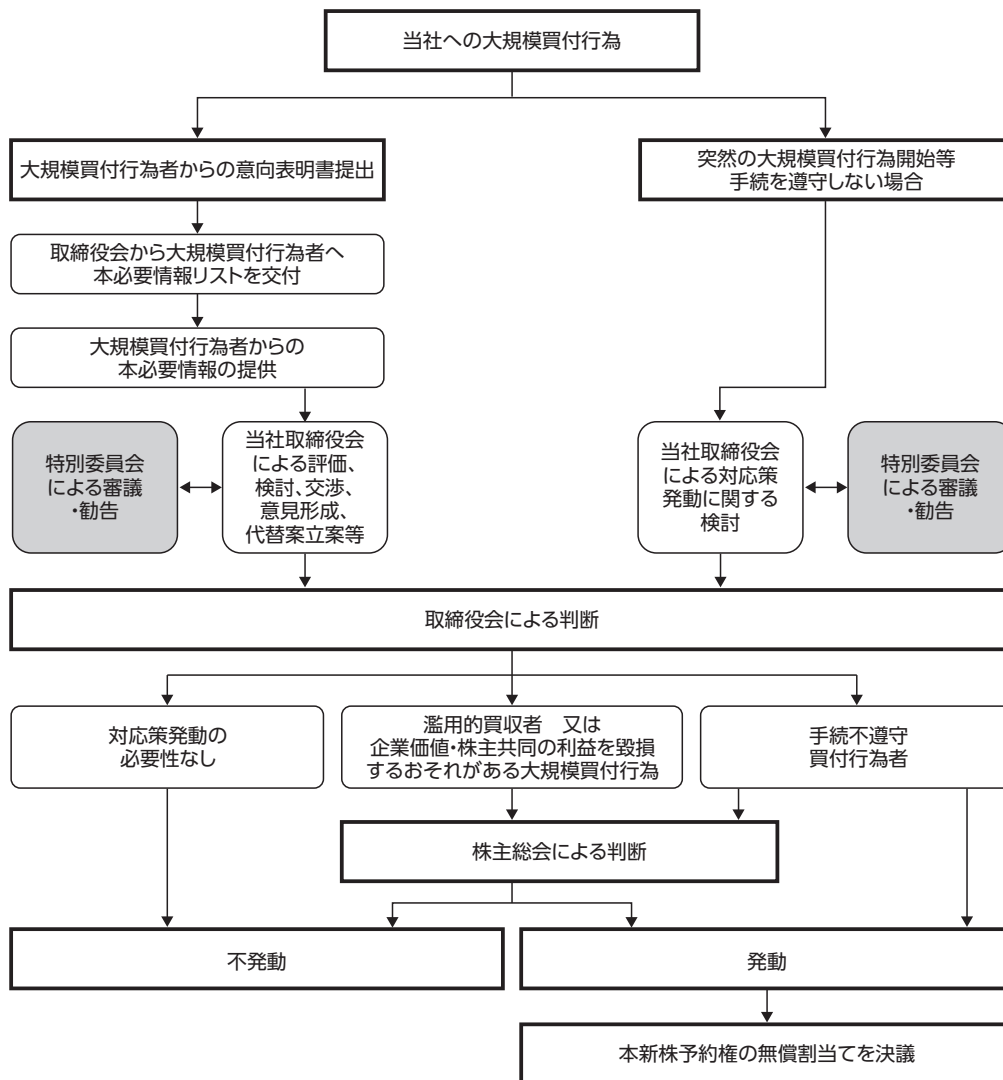 当社への大規模買付行為
大規模買付行為者からの意向表明書提出
突然の大規模買付行為開始等
手続を遵守しない場合
取締役会から大規模買付行為者へ
本必要情報リストを交付
大規模買付行為者からの
本必要情報の提供
特別委員会
による審議
・勧告
当社取締役会
による評価、
検討、交渉、
意見形成、
代替案立案等
当社取締役会
による対応策
発動に関する
検討
特別委員会
による審議
・勧告
取締役会による判断
対応策発動の
必要性なし
濫用的買収者　又は
企業価値・株主共同の利益を毀損
するおそれがある大規模買付行為
手続不遵守
買付行為者
株主総会による判断
不発動
発動
本新株予約権の無償割当てを決議